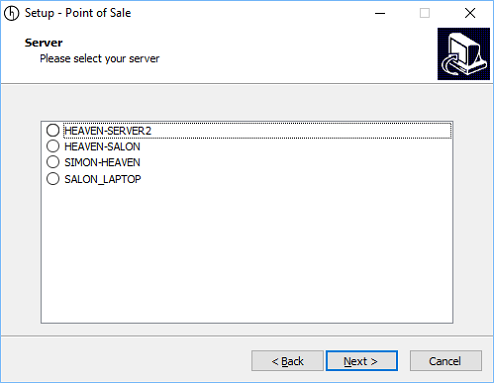 Setup - Point of Sale
Server
Please select your server
HEAVEN-SERVER2
HEAVEN-SALON
SIMON-HEAVEN
SALON_LAPTOP
< Back
Next >
Cancel